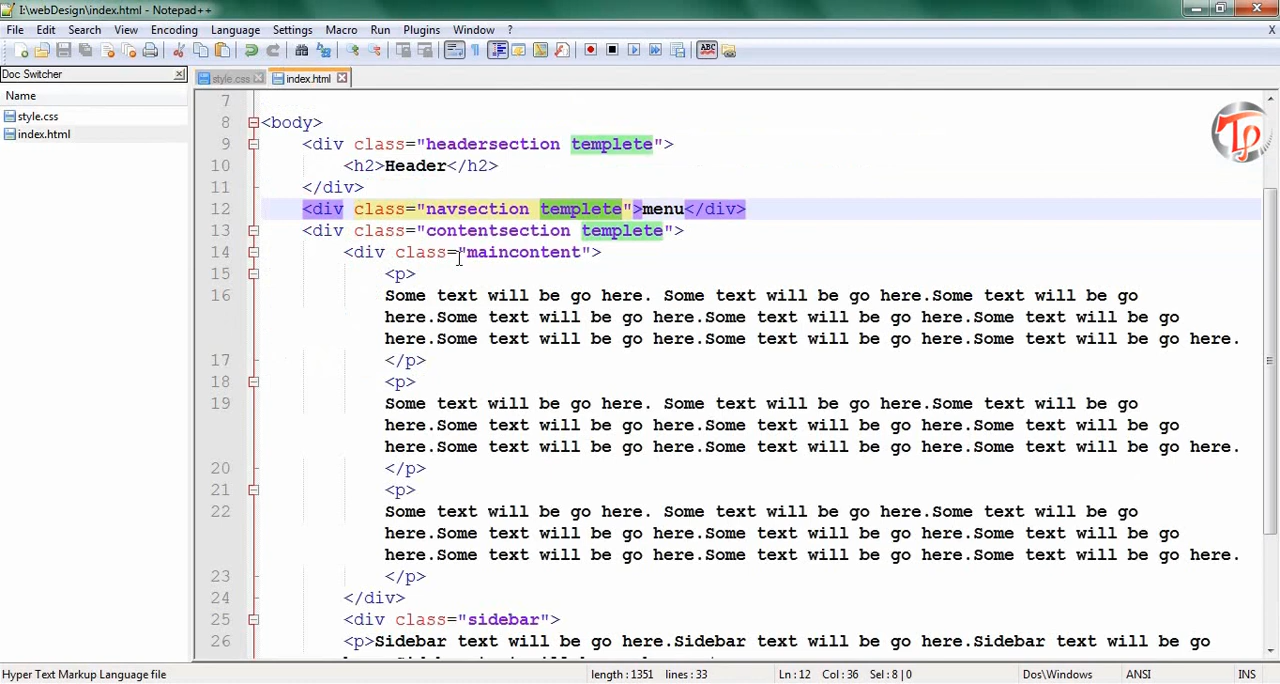 I:\webDesign\index.html - Notepad++
File Edit Search View Encoding Language Settings Macro Run Plugins Window ? X
ABC
Doc Switcher
style.css index.html
Name
style.css
index.html
7
8 <body>
9 <div class="headersection templete">
10 <h2>Header</h2>
11 </div>
12 <div class="navsection templete">menu</div>
13 <div class="contentsection templete">
14 <div class="maincontent">
15 <p>
16 Some text will be go here. Some text will be go here.Some text will be go
here.Some text will be go here.Some text will be go here.Some text will be go
here.Some text will be go here.Some text will be go here.Some text will be go here.
17 </p>
18 <p>
19 Some text will be go here. Some text will be go here.Some text will be go
here.Some text will be go here.Some text will be go here.Some text will be go
here.Some text will be go here.Some text will be go here.Some text will be go here.
20 </p>
21 <p>
22 Some text will be go here. Some text will be go here.Some text will be go
here.Some text will be go here.Some text will be go here.Some text will be go
here.Some text will be go here.Some text will be go here.Some text will be go here.
23 </p>
24 </div>
25 <div class="sidebar">
26 <p>Sidebar text will be go here.Sidebar text will be go here.Sidebar text will be go
Hyper Text Markup Language file length:1351 lines:33 Ln:12 Col:36 Sel:8|0 Dos\Windows ANSI INS
Tp